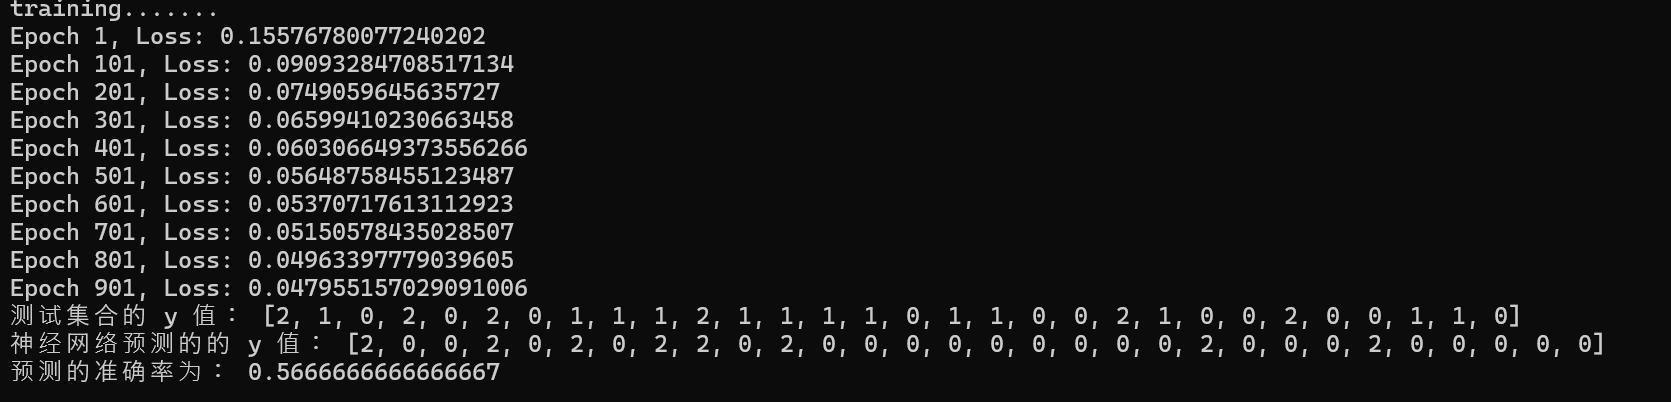 training.......
Epoch 1, Loss: 0.15576780077240202
Epoch 101, Loss: 0.09093284708517134
Epoch 201, Loss: 0.0749059645635727
Epoch 301, Loss: 0.06599410230663458
Epoch 401, Loss: 0.060306649373556266
Epoch 501, Loss: 0.05648758455123487
Epoch 601, Loss: 0.05370717613112923
Epoch 701, Loss: 0.05150578435028507
Epoch 801, Loss: 0.04963397779039605
Epoch 901, Loss: 0.047955157029091006
测试集合的 y 值： [2, 1, 0, 2, 0, 2, 0, 1, 1, 1, 2, 1, 1, 1, 1, 0, 1, 1, 0, 0, 2, 1, 0, 0, 2, 0, 0, 1, 1, 0]
神经网络预测的的 y 值： [2, 0, 0, 2, 0, 2, 0, 2, 2, 0, 2, 0, 0, 0, 0, 0, 0, 0, 0, 0, 2, 0, 0, 0, 2, 0, 0, 0, 0, 0]
预测的准确率为： 0.5666666666666667